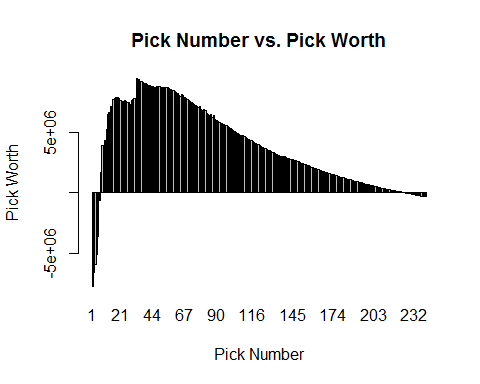 Pick Number vs. Pick Worth
5e+06
-5e+06
Pick Worth
1 21 44 67 90 116 145 174 203 232
Pick Number